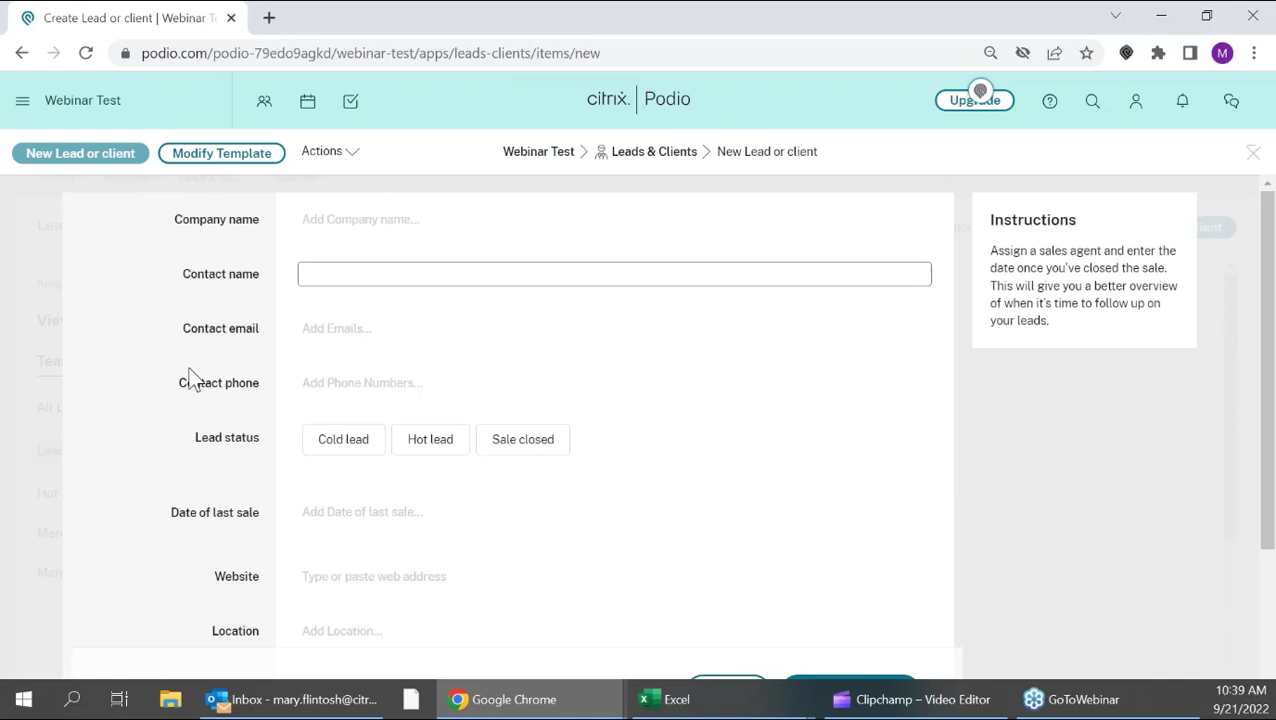 Create Lead or client | Webinar Te
podio.com/podio-79edo9agkd/webinar-test/apps/leads-clients/items/new
M
Webinar Test
citrix. | Podio
Upgrade
New Lead or client
Modify Template
Actions
Webinar Test > Leads & Clients > New Lead or client
Company name
Add Company name...
Contact name
Contact email
Add Emails...
Contact phone
Add Phone Numbers...
Lead status
Cold lead
Hot lead
Sale closed
Date of last sale
Add Date of last sale...
Website
Type or paste web address
Location
Add Location...
Instructions
Assign a sales agent and enter the
date once you've closed the sale.
This will give you a better overview
of when it's time to follow up on
your leads.
Inbox - mary.flintosh@citr...
Google Chrome
Excel
Clipchamp – Video Editor
GoToWebinar
10:39 AM
9/21/2022